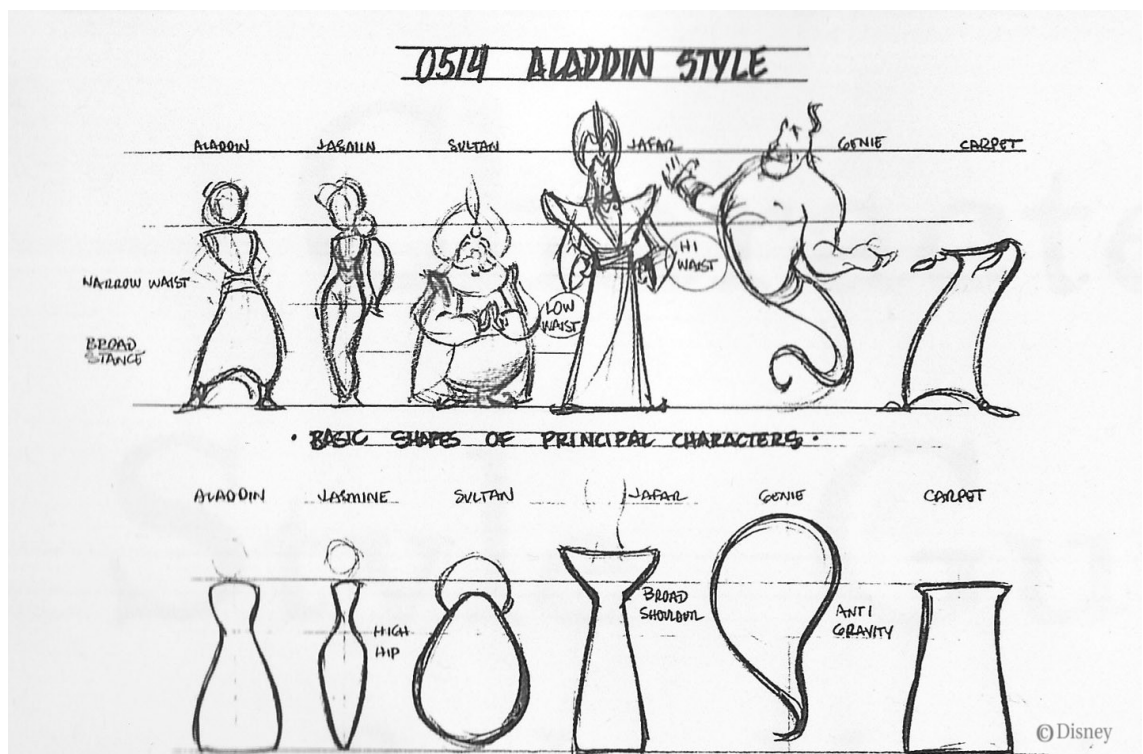 0514 ALADDIN STYLE
ALADDIN JASMIN SULTAN JAFAR GENIE CARPET
NARROW WAIST
HI WAIST
LOW WAIST
BROAD STANCE
• BASIC SHAPES OF PRINCIPAL CHARACTERS •
ALADDIN JASMINE SULTAN JAFAR GENIE CARPET
BROAD SHOULDER
ANTI GRAVITY
HIGH HIP
© Disney